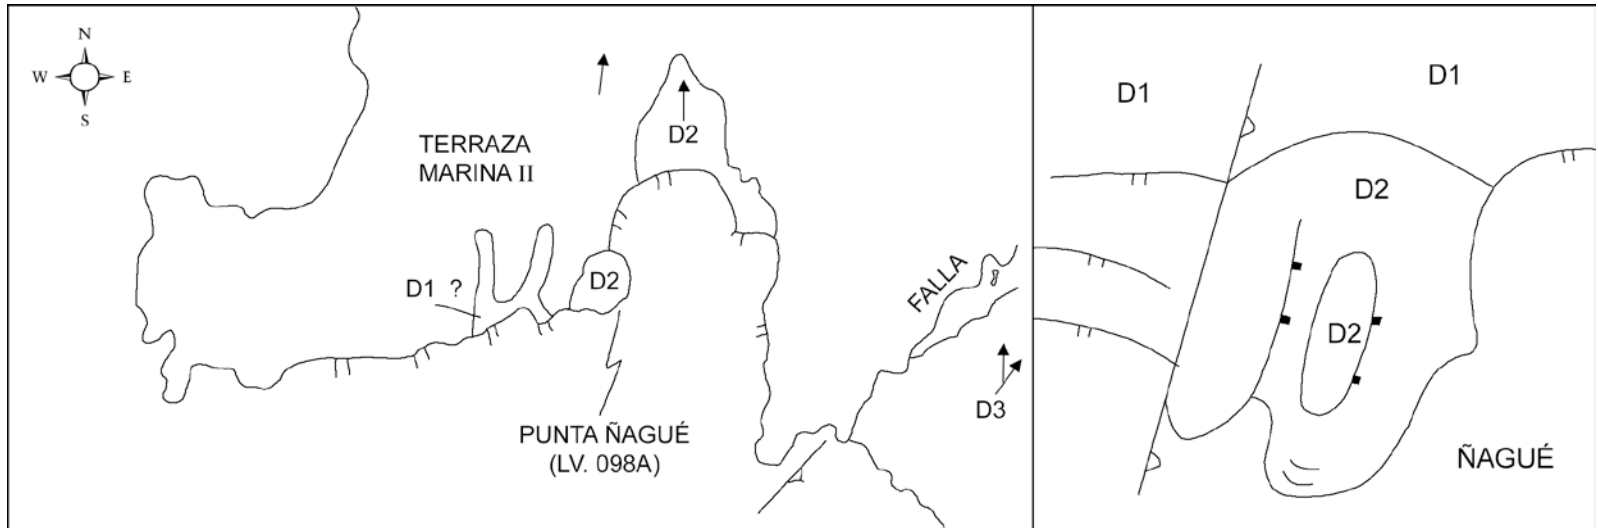 N
W E
S
TERRAZA
MARINA II
D2
D1 ?
D2
FALLA
D3
PUNTA ÑAGUÉ
(LV. 098A)
D1
D1
D2
D2
ÑAGUÉ